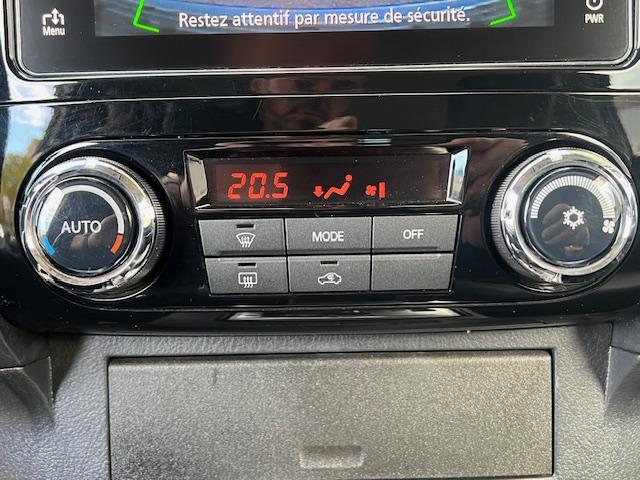 Restez attentif par mesure de sécurité.
Menu
PWR
20.5
AUTO
MODE
OFF